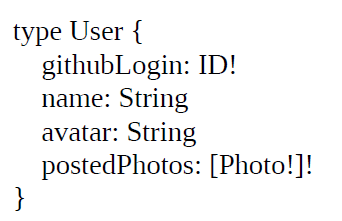 type User {
githubLogin: ID!
name: String
avatar: String
postedPhotos: [Photo!]!
}